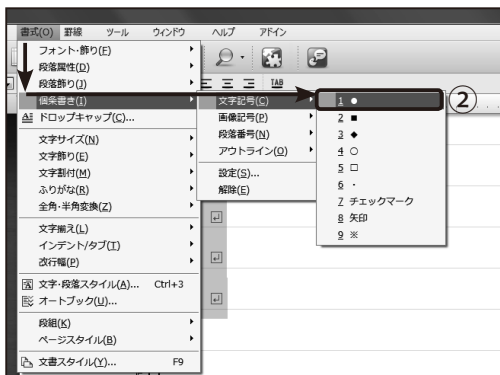 書式(O) 罫線 ツール ウィンドウ ヘルプ アドイン
フォント・飾り(F)
段落属性(D)
段落飾り(J)
TAB
箇条書き(I)
文字記号(C)
1 ●
②
ドロップキャップ(C)...
画像記号(P)
2 ■
段落番号(N)
3 ◆
文字サイズ(N)
アウトライン(O)
4 ○
文字飾り(E)
設定(S)...
5 □
文字割付(M)
解除(E)
6 ・
ふりがな(R)
7 チェックマーク
全角・半角変換(Z)
8 矢印
文字揃え(L)
9 ※
インデント/タブ(T)
改行幅(P)
文字・段落スタイル(A)... Ctrl+3
オートブック(U)...
段組(K)
ページスタイル(B)
文書スタイル(Y)... F9